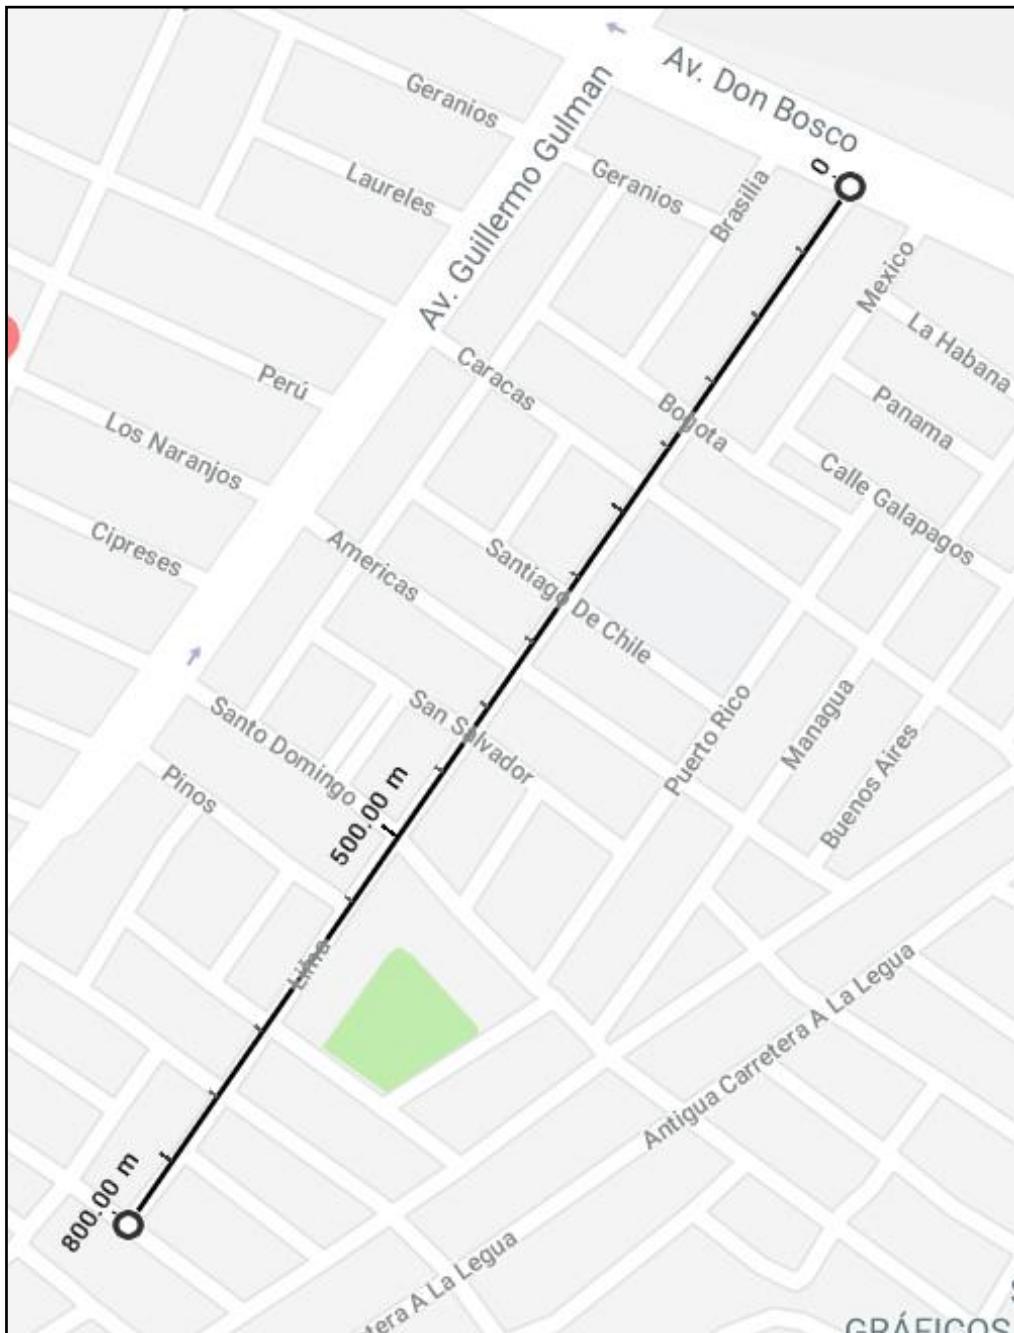 Av. Don Bosco
Geranios
Av. Guillermo Gulman
0
Geranios
Laureles
Brasilia
Mexico
La Habana
Caracas
Perú
Panama
Bogota
Los Naranjos
Calle Galapagos
Cipreses
Americas
Santiago De Chile
San Salvador
Santo Domingo
Puerto Rico
Managua
Buenos Aires
Pinos
500.00 m
Lima
Antigua Carretera A La Legua
800.00 m
tera A La Legua
GRÁFICOS